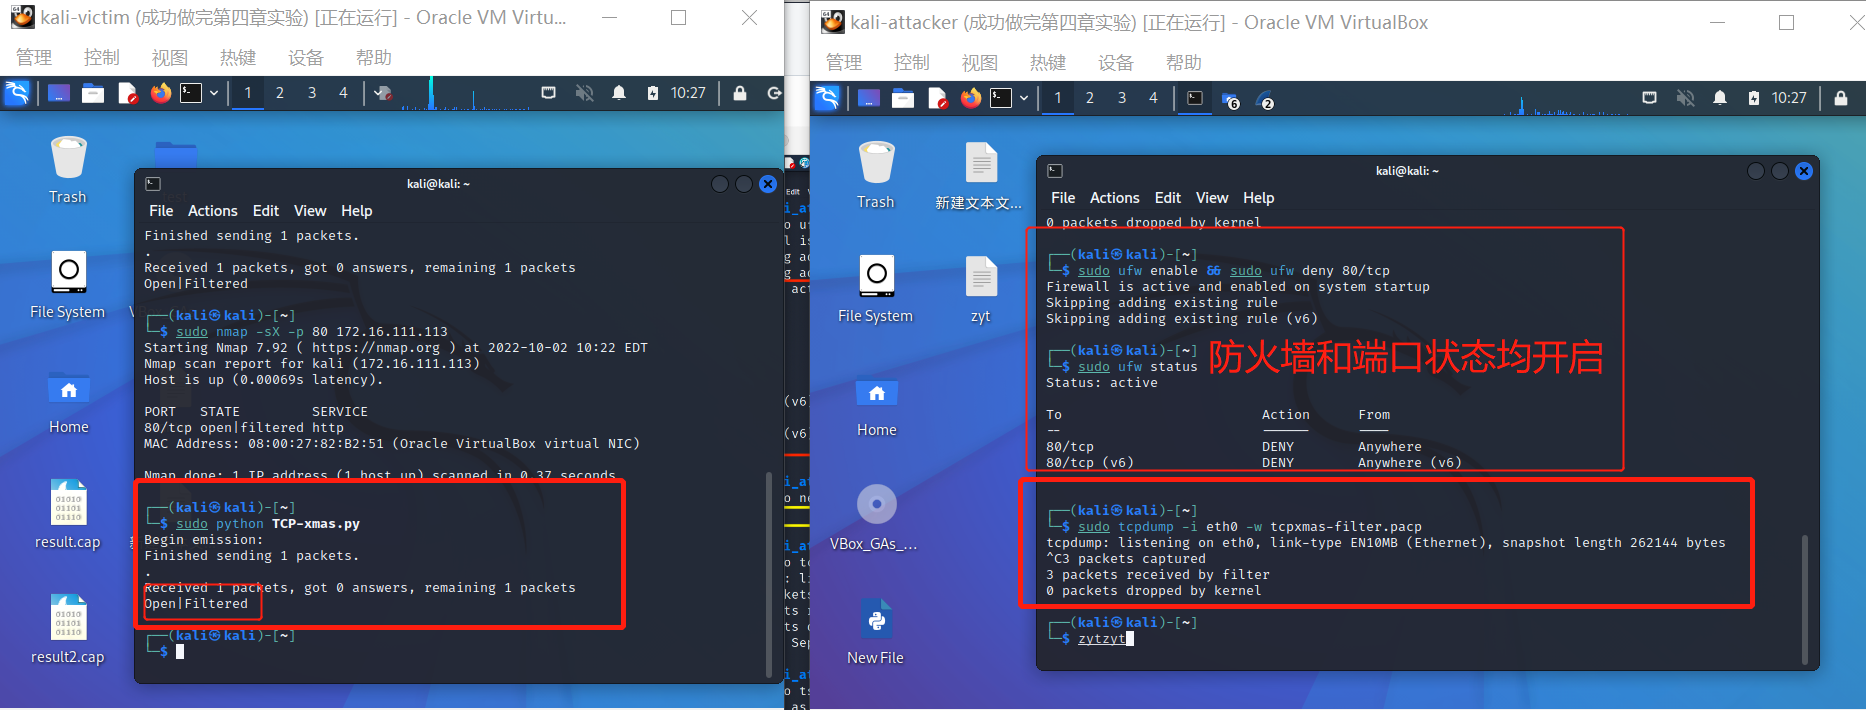 kali-victim (成功做完第四章实验) [正在运行] - Oracle VM Virtu...
管理 控制 视图 热键 设备 帮助
1 2 3 4 10:27
Trash
File System
Home
result.cap
result2.cap
kali@kali: ~
File Actions Edit View Help
Finished sending 1 packets.
.
Received 1 packets, got 0 answers, remaining 1 packets
Open|Filtered
┌──(kali㉿kali)-[~]
└─$ sudo nmap -sX -p 80 172.16.111.113
Starting Nmap 7.92 ( https://nmap.org ) at 2022-10-02 10:22 EDT
Nmap scan report for kali (172.16.111.113)
Host is up (0.00069s latency).
PORT STATE SERVICE
80/tcp open|filtered http
MAC Address: 08:00:27:82:B2:51 (Oracle VirtualBox virtual NIC)
Nmap done: 1 IP address (1 host up) scanned in 0.37 seconds
┌──(kali㉿kali)-[~]
└─$ sudo python TCP-xmas.py
Begin emission:
Finished sending 1 packets.
.
Received 1 packets, got 0 answers, remaining 1 packets
Open|Filtered
┌──(kali㉿kali)-[~]
└─$
kali-attacker (成功做完第四章实验) [正在运行] - Oracle VM VirtualBox
管理 控制 视图 热键 设备 帮助
1 2 3 4 6 2 10:27
Trash
新建文本文...
File System
zyt
Home
VBox_GAs_...
New File
kali@kali: ~
File Actions Edit View Help
0 packets dropped by kernel
┌──(kali㉿kali)-[~]
└─$ sudo ufw enable && sudo ufw deny 80/tcp
Firewall is active and enabled on system startup
Skipping adding existing rule
Skipping adding existing rule (v6)
┌──(kali㉿kali)-[~]
└─$ sudo ufw status
防火墙和端口状态均开启
Status: active
To Action From
-- ------ ----
80/tcp DENY Anywhere
80/tcp (v6) DENY Anywhere (v6)
┌──(kali㉿kali)-[~]
└─$ sudo tcpdump -i eth0 -w tcpxmas-filter.pacp
tcpdump: listening on eth0, link-type EN10MB (Ethernet), snapshot length 262144 bytes
^C3 packets captured
3 packets received by filter
0 packets dropped by kernel
┌──(kali㉿kali)-[~]
└─$ zytzyt